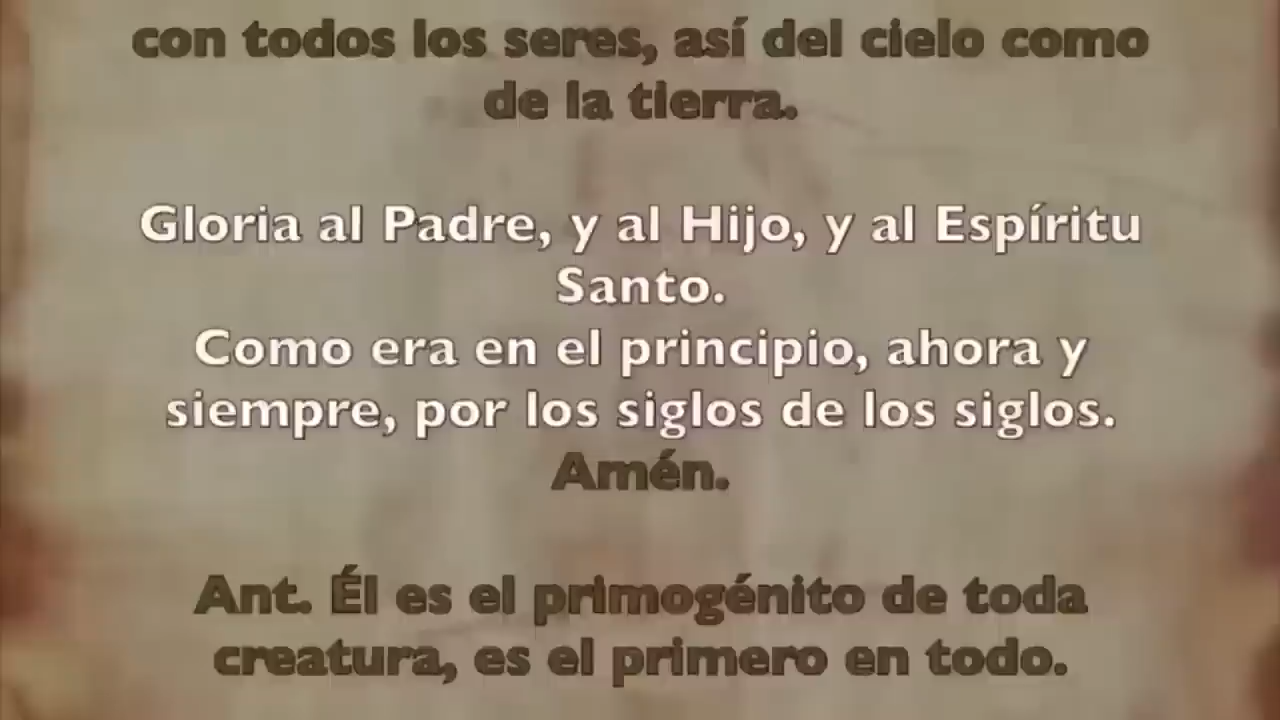 con todos los seres, así del cielo como
de la tierra.
Gloria al Padre, y al Hijo, y al Espíritu
Santo.
Como era en el principio, ahora y
siempre, por los siglos de los siglos.
Amén.
Ant. Él es el primogénito de toda
creatura, es el primero en todo.